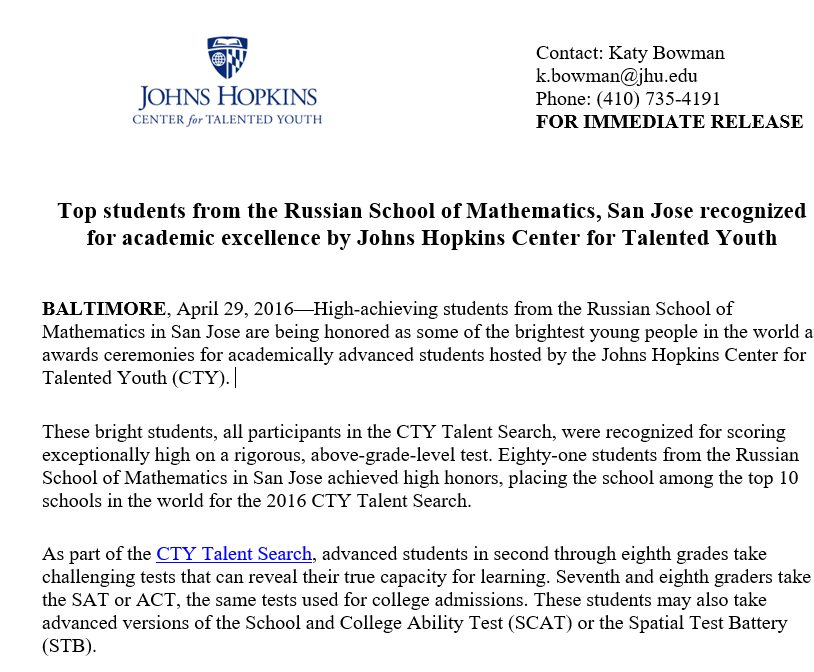 JOHNS HOPKINS
CENTER for TALENTED YOUTH
Contact: Katy Bowman
k.bowman@jhu.edu
Phone: (410) 735-4191
FOR IMMEDIATE RELEASE
Top students from the Russian School of Mathematics, San Jose recognized
for academic excellence by Johns Hopkins Center for Talented Youth
BALTIMORE, April 29, 2016—High-achieving students from the Russian School of
Mathematics in San Jose are being honored as some of the brightest young people in the world a
awards ceremonies for academically advanced students hosted by the Johns Hopkins Center for
Talented Youth (CTY).
These bright students, all participants in the CTY Talent Search, were recognized for scoring
exceptionally high on a rigorous, above-grade-level test. Eighty-one students from the Russian
School of Mathematics in San Jose achieved high honors, placing the school among the top 10
schools in the world for the 2016 CTY Talent Search.
As part of the CTY Talent Search, advanced students in second through eighth grades take
challenging tests that can reveal their true capacity for learning. Seventh and eighth graders take
the SAT or ACT, the same tests used for college admissions. These students may also take
advanced versions of the School and College Ability Test (SCAT) or the Spatial Test Battery
(STB).